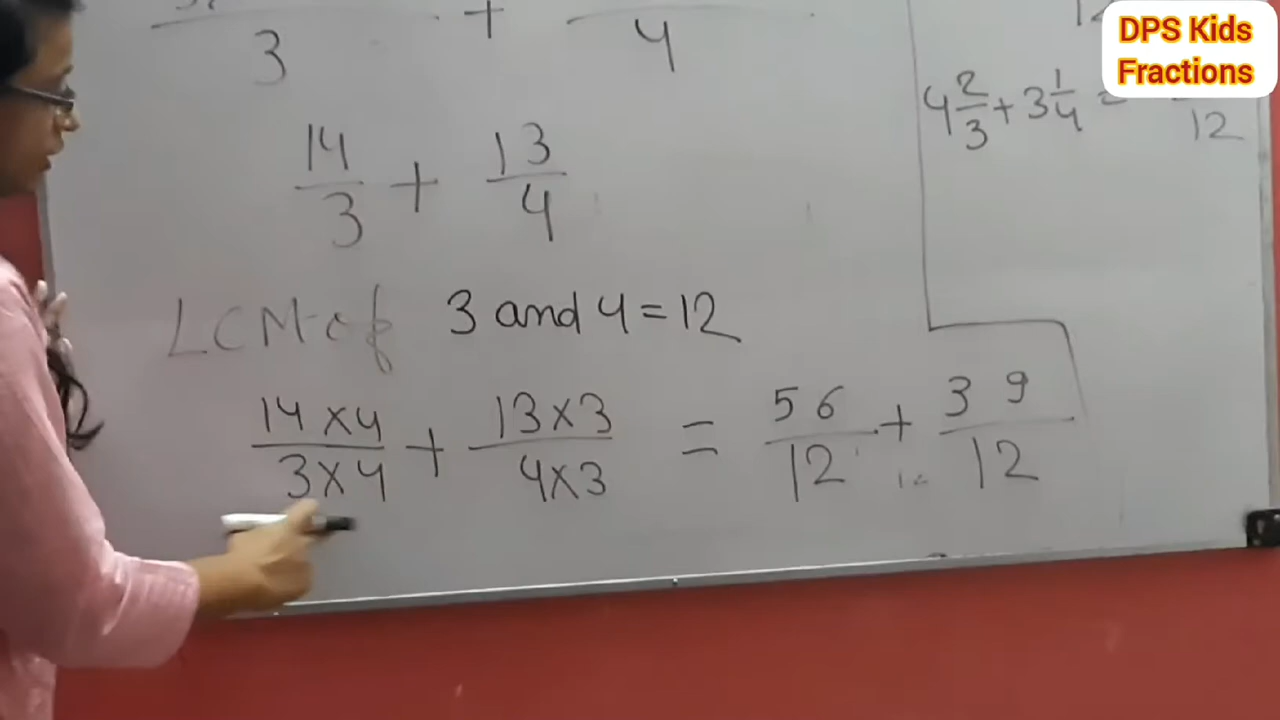 3 + 4
14/3 + 13/4
LCM of 3 and 4 = 12
14 x 4 / 3 x 4 + 13 x 3 / 4 x 3 = 56/12 + 39/12
DPS Kids
Fractions
4 2/3 + 3 1/4 =
12